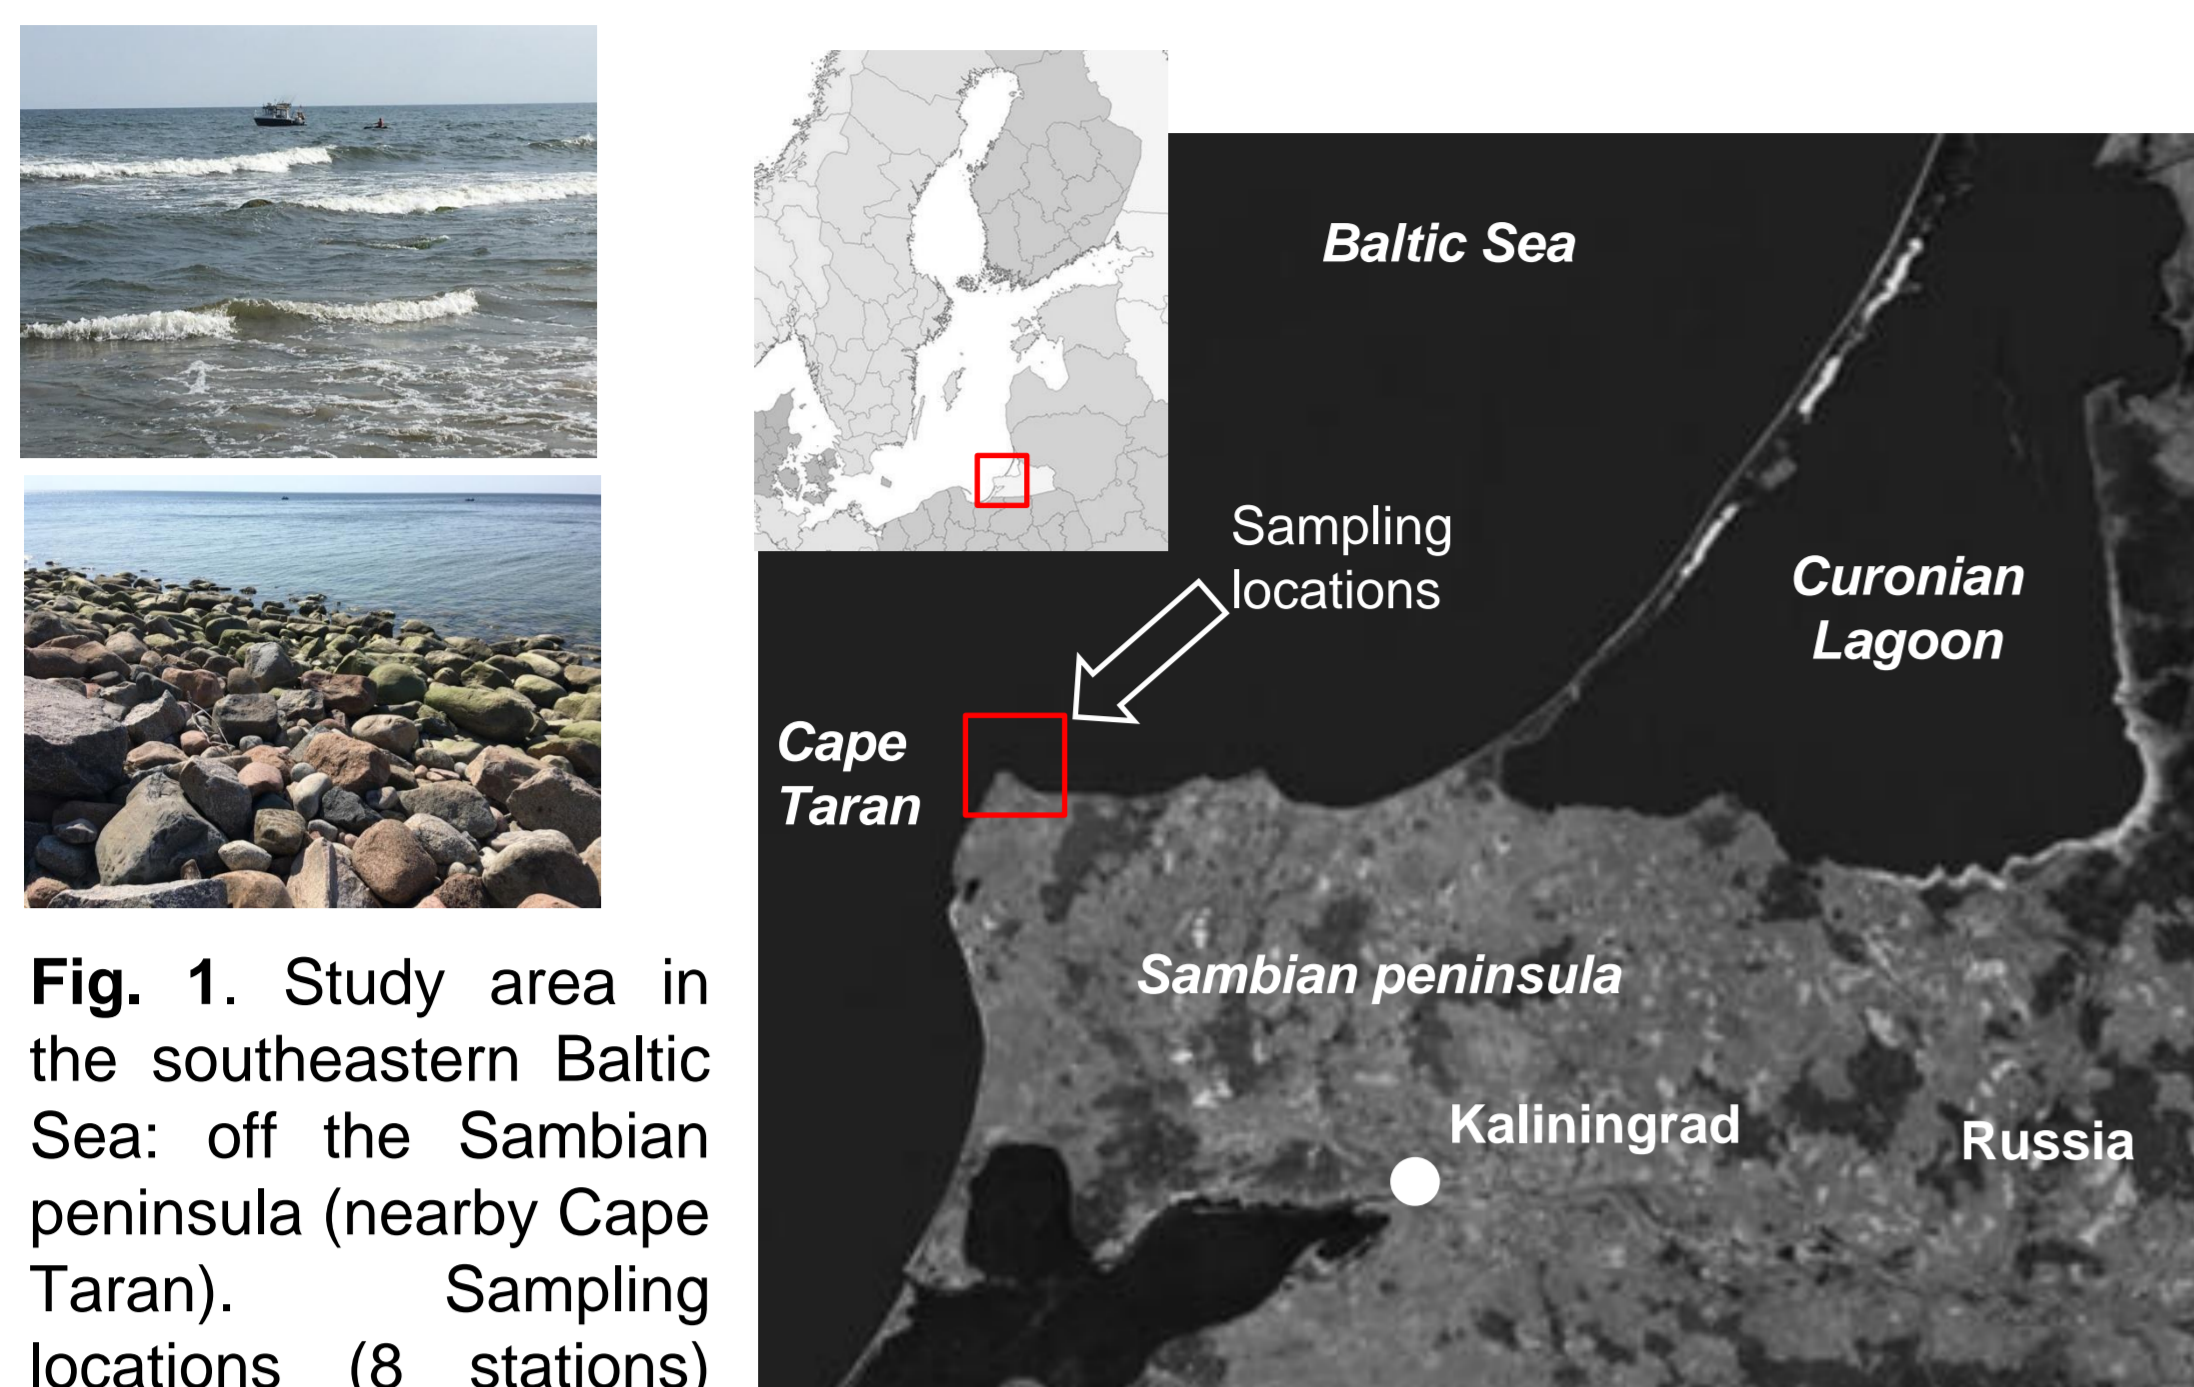 Baltic Sea
Sampling
locations
Curonian
Lagoon
Cape
Taran
Sambian peninsula
Kaliningrad
Russia
Fig. 1. Study area in
the southeastern Baltic
Sea: off the Sambian
peninsula (nearby Cape
Taran). Sampling
locations (8 stations)